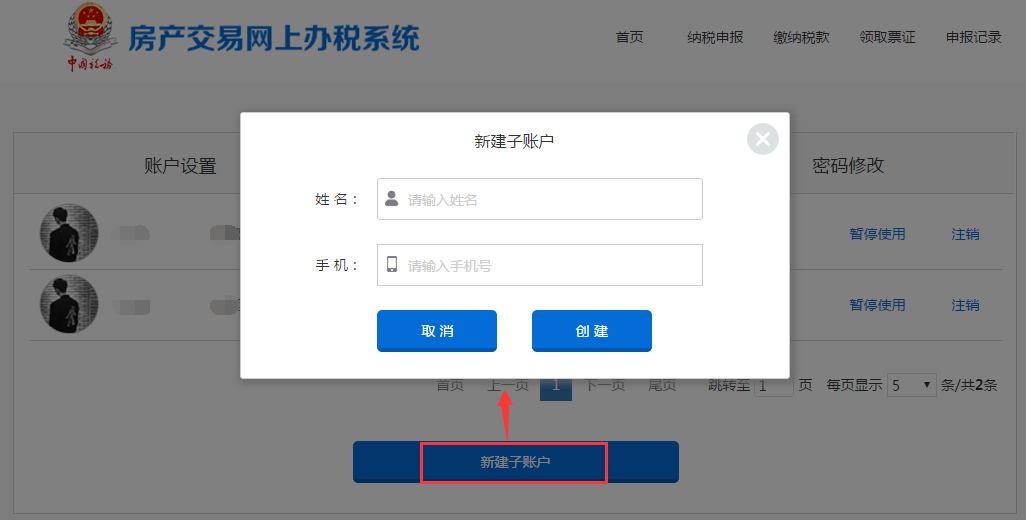 中国税务
房产交易网上办税系统
首页 纳税申报 缴纳税款 领取票证 申报记录
新建子账户
账户设置 密码修改
姓 名： 请输入姓名
暂停使用 注销
手 机： 请输入手机号
暂停使用 注销
取 消 创 建
首页 上一页 1 下一页 尾页 跳转至 1 页 每页显示 5 条/共2条
新建子账户